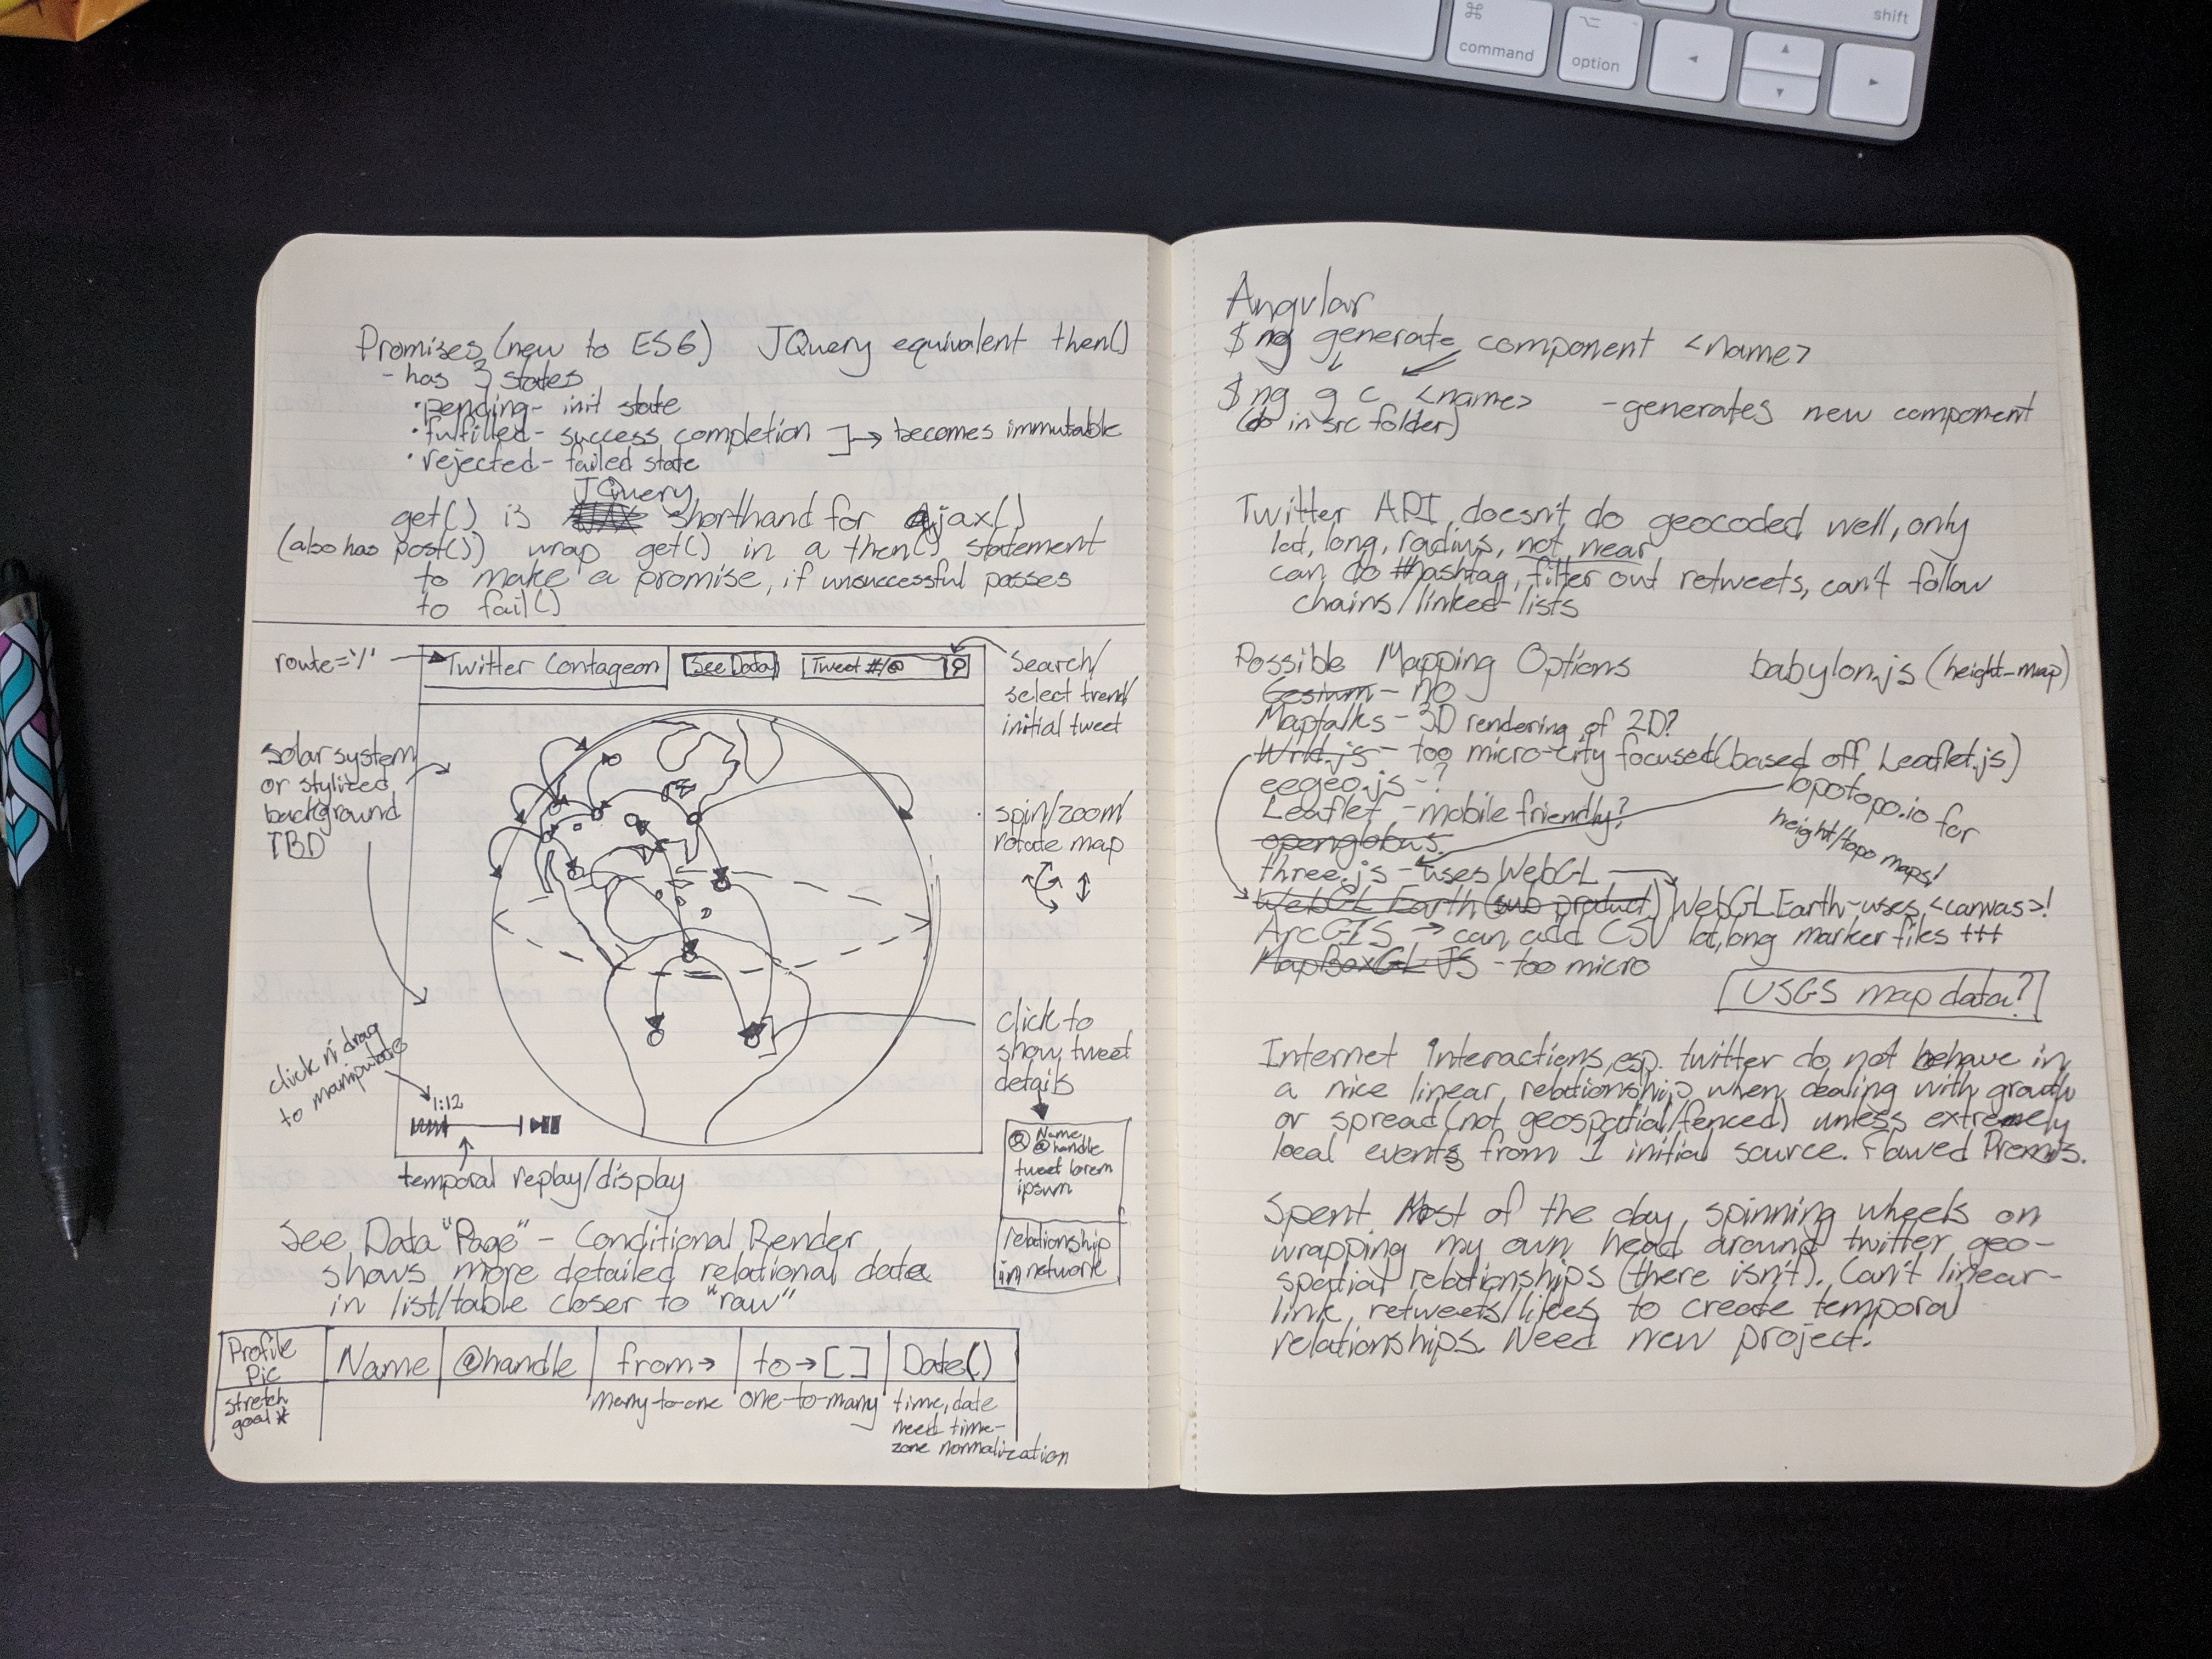 ⌘
command
⌥
option
shift
Promises (new to ES6) JQuery equivalent then()
- has 3 states
• pending - init state
• fulfilled - success completion ]→ becomes immutable
• rejected - failed state
JQuery
get() is shorthand for Ajax()
(also has post()) wrap get() in a then() statement
to make a promise, if unsuccessful passes
to fail()
route='/'
Twitter Contageon
See Data
Tweet #/@
search/
select trend/
initial tweet
solar system
or stylized
background
TBD
spin/zoom/
rotate map
click to
show tweet
details
click n' drag
to manipulate
1:12
temporal replay/display
Name
@handle
tweet lorem
ipsum
relationship
in network
See Data "Page" - Conditional Render
shows more detailed relational data
in list/table closer to "raw"
Profile Pic | Name | @handle | from→ | to→[ ] | Date()
stretch goal* many-to-one one-to-many time, date
need time-
zone normalization
Angular
$ ng generate component <name>
$ ng g c <name> - generates new component
(do in src folder)
Twitter API doesn't do geocoded well, only
lat, long, radius, not near
can do #hashtag, filter out retweets, can't follow
chains/linked-lists
Possible Mapping Options babylon.js (height-map)
Cesium - NO
Maptalks - 3D rendering of 2D?
Wrld.js - too micro-city focused (based off Leaflet.js)
eegeo.js - ?
Leaflet - mobile friendly?
topotopo.io for
height/topo maps!
openglobus
three.js - uses WebGL
WebGL Earth (sub product) WebGLEarth - uses <canvas>!
ArcGIS → can add CSV lat,long marker files +++
MapBoxGL JS - too micro
USGS map data?
Internet Interactions, esp. twitter do not behave in
a nice linear relationship when dealing with growth
or spread (not geospatial/fenced) unless extremely
local events from 1 initial source. Flawed Premis.
Spent Most of the day, spinning wheels on
wrapping my own head around twitter geo-
spatial relationships (there isn't). Can't linear-
link retweets/likes to create temporal
relationships. Need new project.